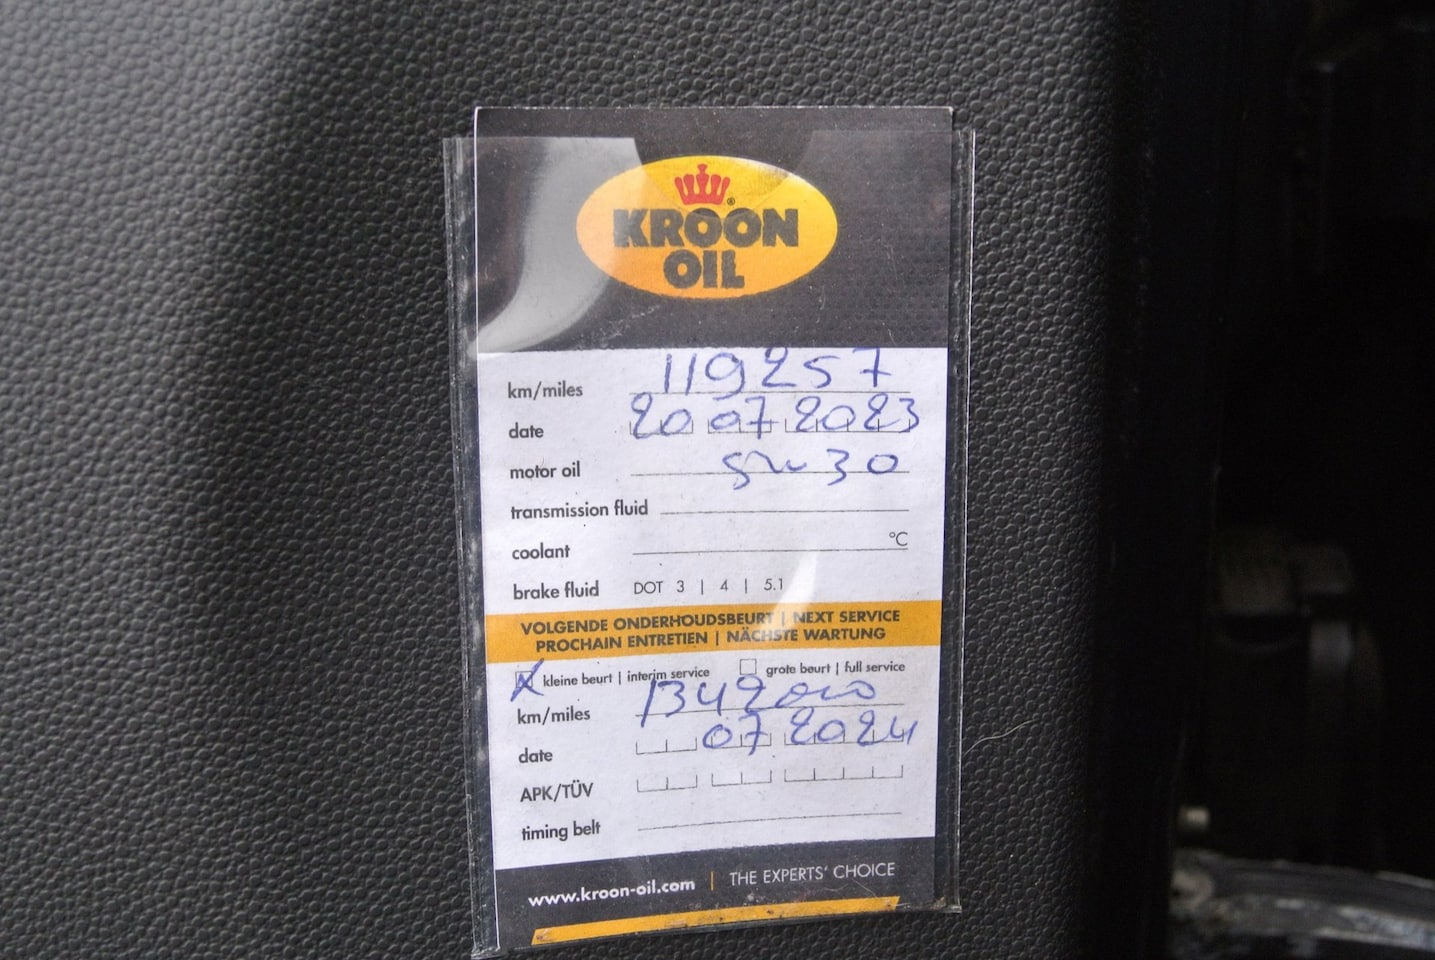 KROON
OIL
km/miles 119257
date 20 07 2023
motor oil 5w30
transmission fluid
coantant °C
brake fluid DOT 3 | 4 | 5.1
VOLGENDE ONDERHOUDSBEURT | NEXT SERVICE
PROCHAIN ENTRETIEN | NÄCHSTE WARTUNG
kleine beurt | interim service grote beurt | full service
km/miles 1342000
date 07 2024
APK/TÜV
timing belt
www.kroon-oil.com | THE EXPERTS' CHOICE